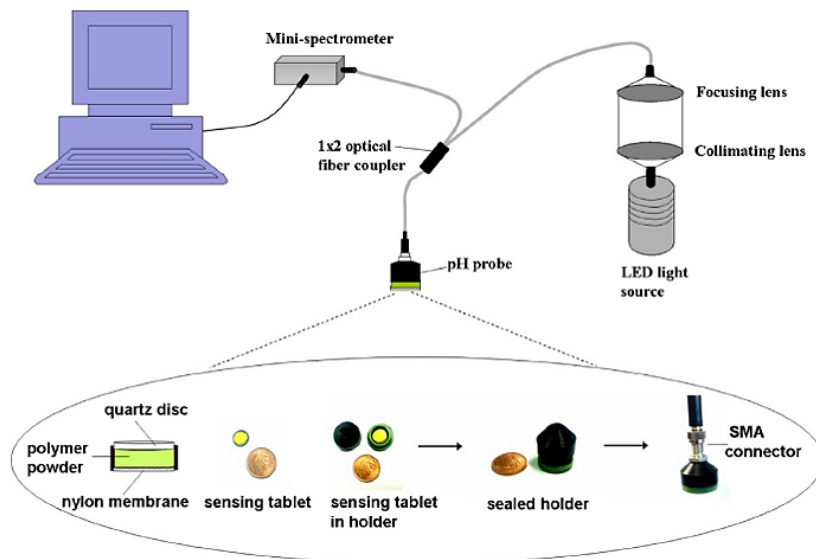 Mini-spectrometer
Focusing lens
1x2 optical
fiber coupler
Collimating lens
pH probe
LED light
source
quartz disc
polymer
powder
nylon membrane
sensing tablet
sensing tablet
in holder
sealed holder
SMA
connector